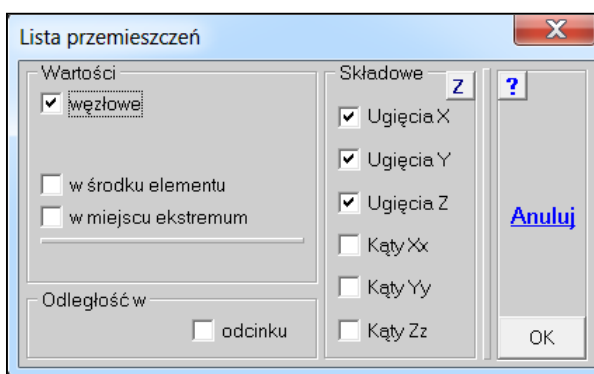 Lista przemieszczeń
X
Wartości
węzłowe
w środku elementu
w miejscu ekstremum
Odległość w
odcinku
Składowe
Z
Ugięcia X
Ugięcia Y
Ugięcia Z
Kąty Xx
Kąty Yy
Kąty Zz
?
Anuluj
OK